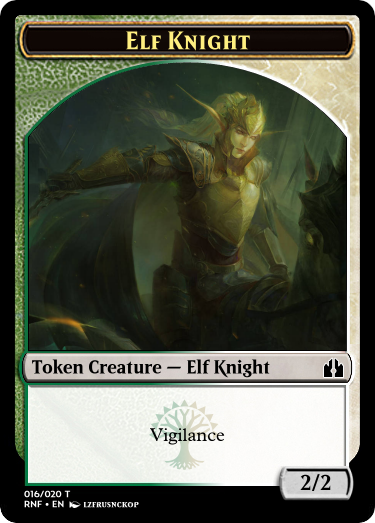 Elf Knight
Token Creature — Elf Knight
Vigilance
2/2
016/020 T
RNF • EN LZFRUSNCKOP